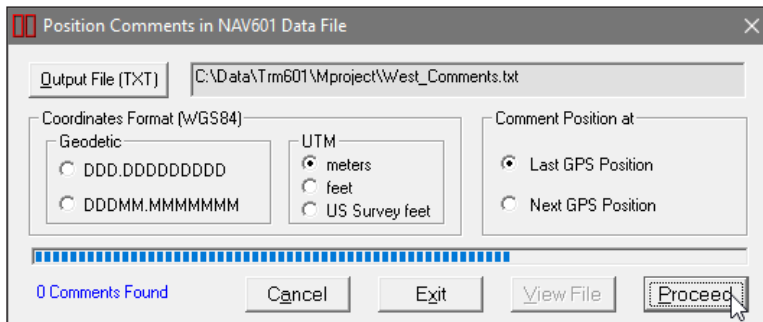 Position Comments in NAV601 Data File
Output File (TXT) C:\Data\Trm601\Mproject\West_Comments.txt
Coordinates Format (WGS84)
Geodetic
DDD.DDDDDDDDD
DDDMM.MMMMMMM
UTM
meters
feet
US Survey feet
Comment Position at
Last GPS Position
Next GPS Position
0 Comments Found Cancel Exit View File Proceed